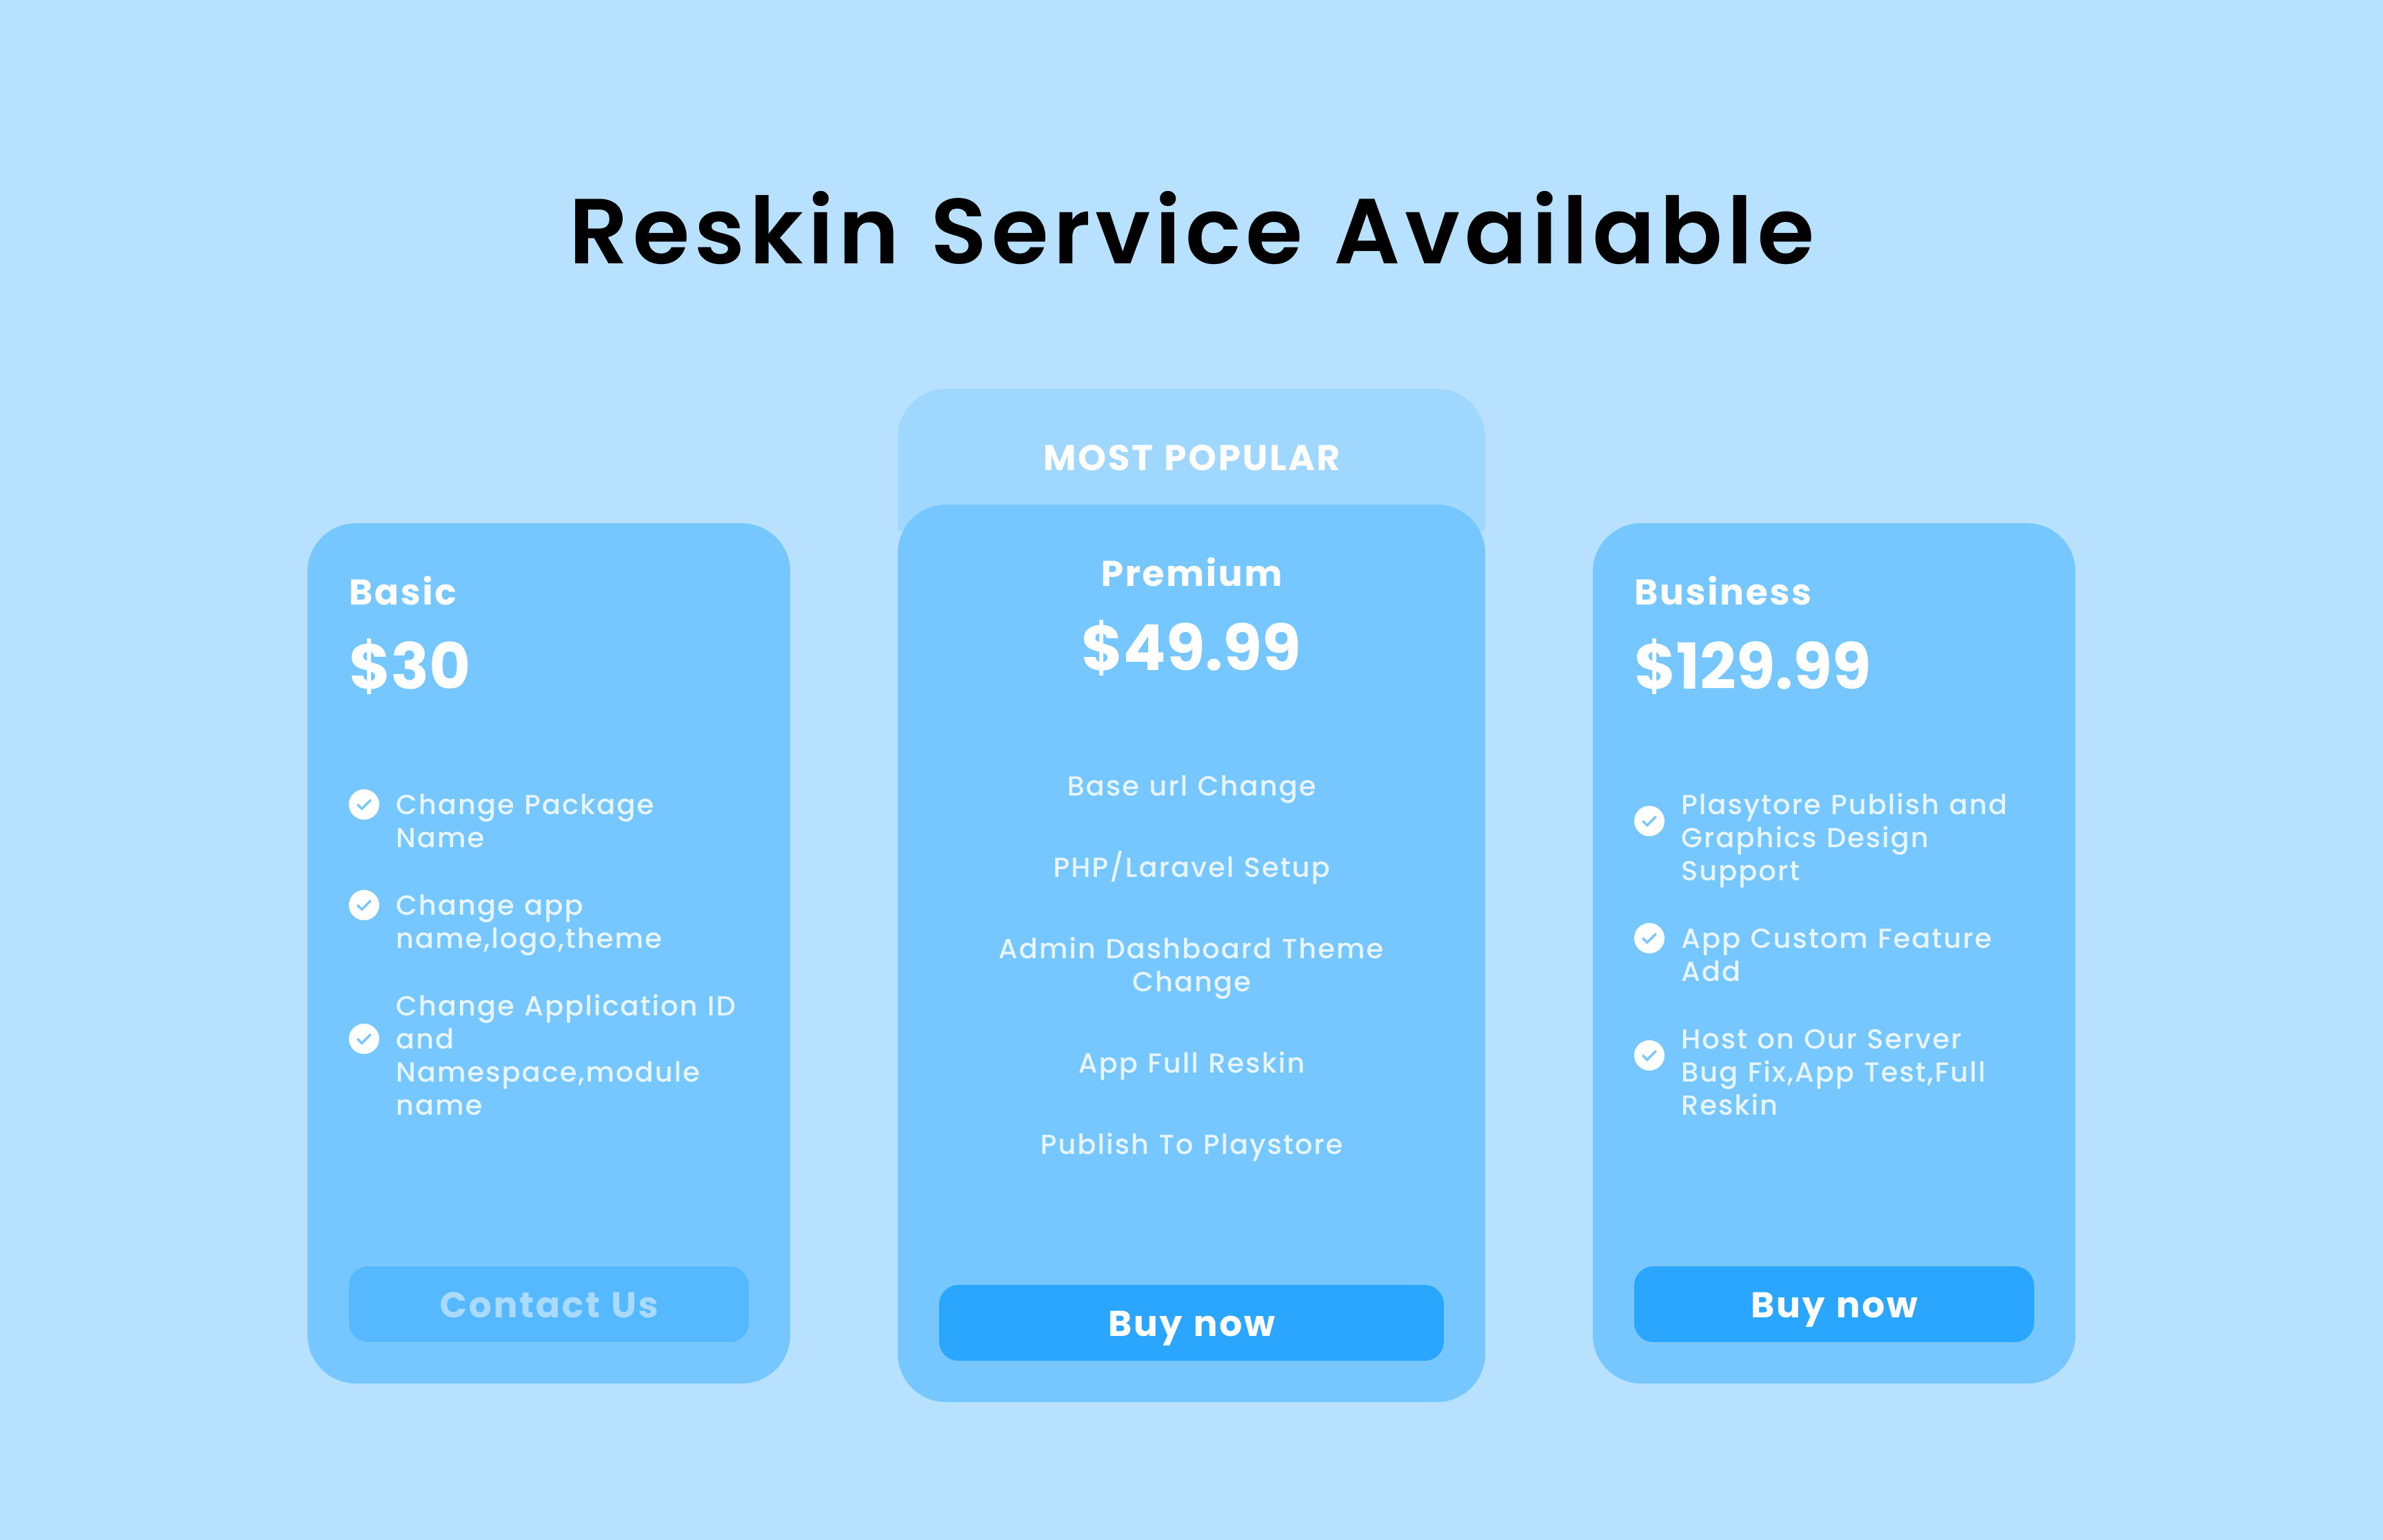 Reskin Service Available
Basic
$30
Change Package
Name
Change app
name,logo,theme
Change Application ID
and
Namespace,module
name
Contact Us
MOST POPULAR
Premium
$49.99
Base url Change
PHP/Laravel Setup
Admin Dashboard Theme
Change
App Full Reskin
Publish To Playstore
Buy now
Business
$129.99
Plasytore Publish and
Graphics Design
Support
App Custom Feature
Add
Host on Our Server
Bug Fix,App Test,Full
Reskin
Buy now